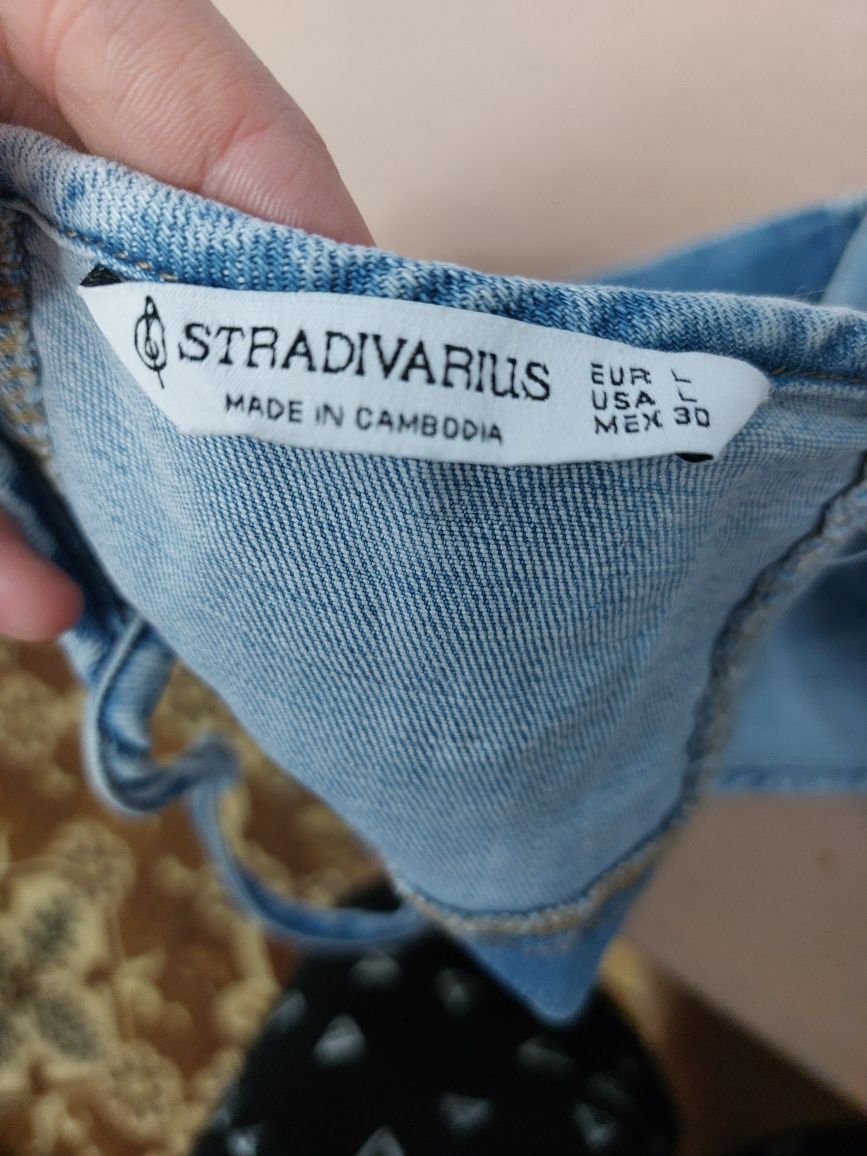 STRADIVARIUS
MADE IN CAMBODIA
EUR L
USA L
MEX 30